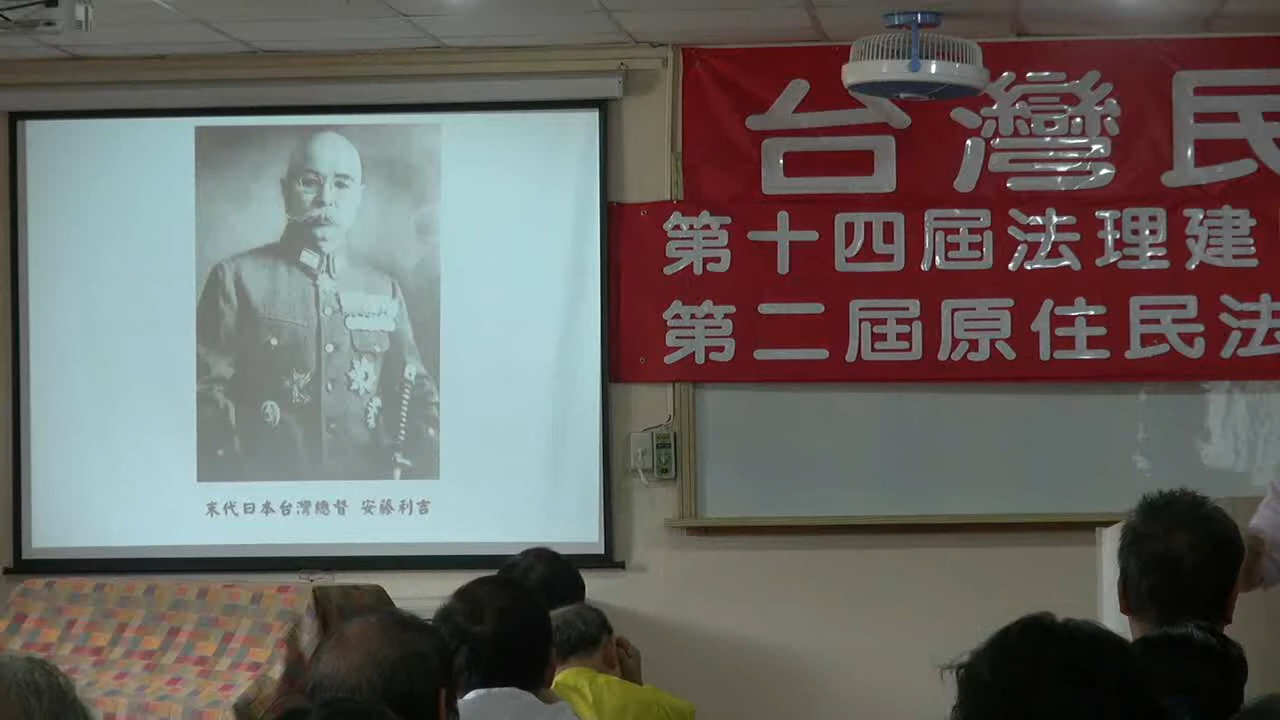 末代日本台灣總督 安藤利吉
台灣民
第十四屆法理建
第二屆原住民法